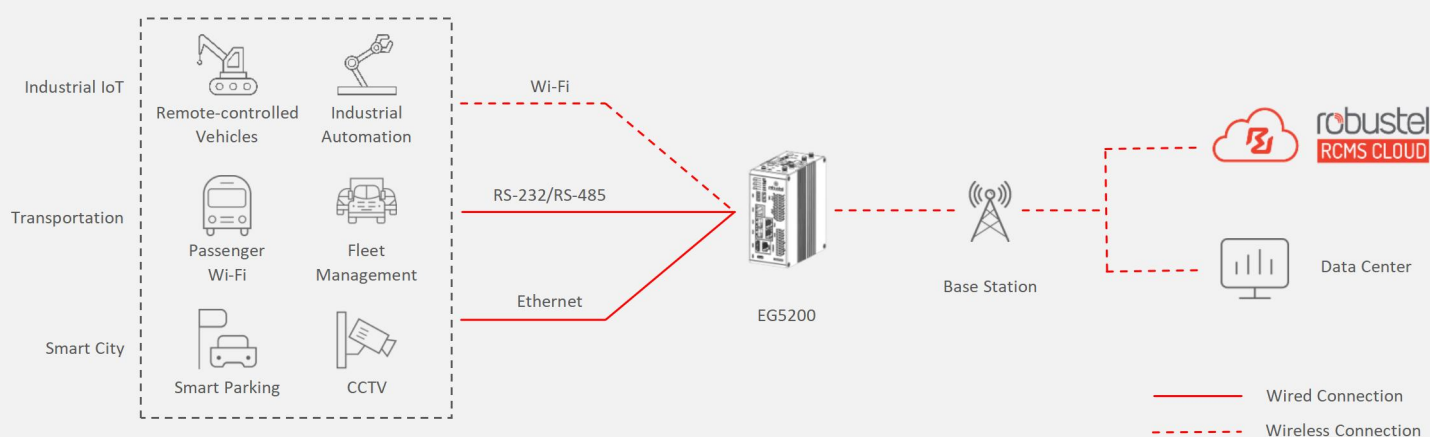 Industrial IoT
Remote-controlled
Vehicles
Industrial
Automation
Transportation
Passenger
Wi-Fi
Fleet
Management
Smart City
Smart Parking
CCTV
Wi-Fi
RS-232/RS-485
Ethernet
EG5200
Base Station
robustel
RCMS CLOUD
Data Center
Wired Connection
Wireless Connection